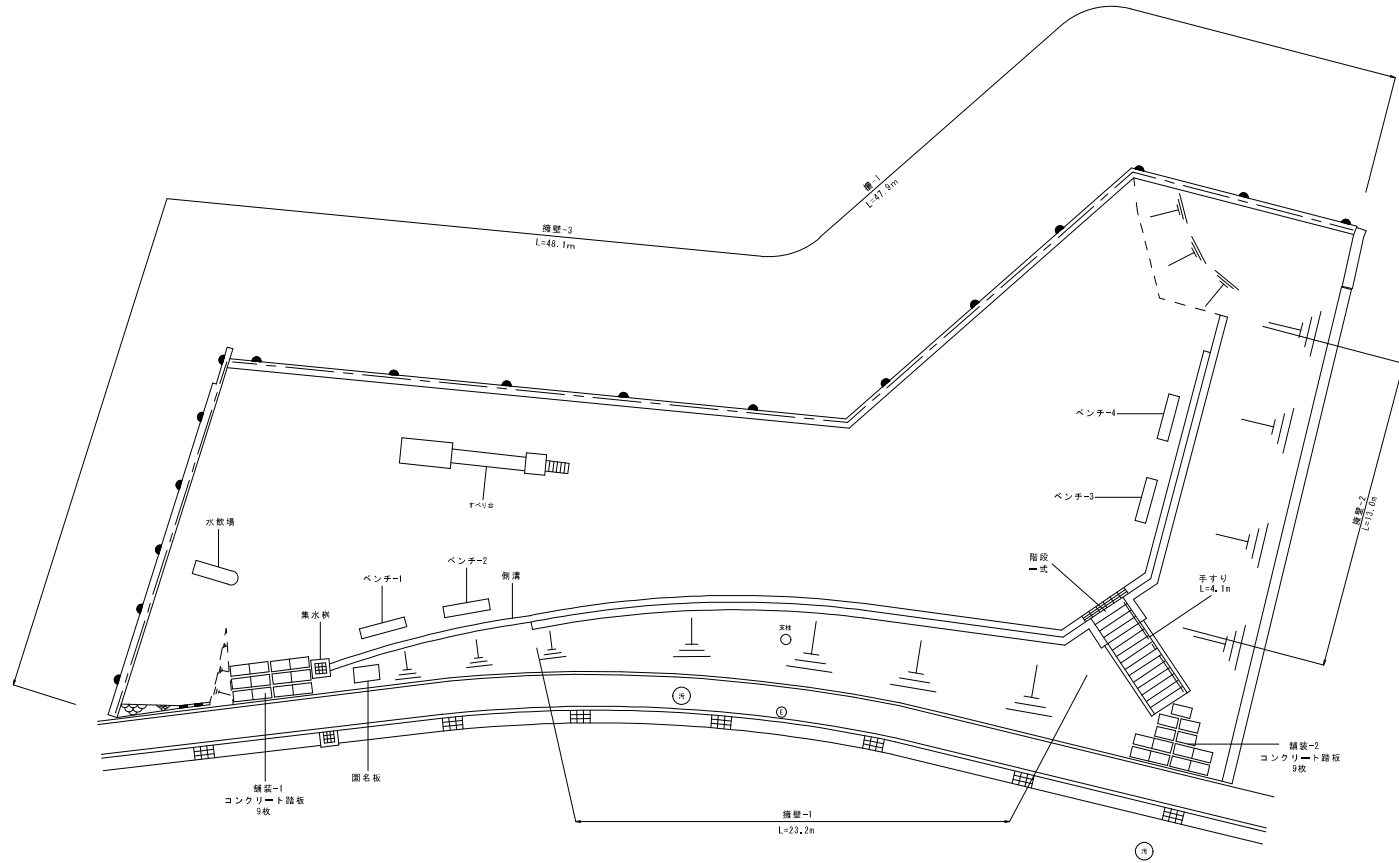 柵-1
L=47.9m
擁壁-3
L=48.1m
ベンチ-4
ベンチ-3
擁壁-2
L=13.0m
すべり台
水飲場
ベンチ-2
ベンチ-1
側溝
階段
一式
手すり
L=4.1m
集水桝
支柱
汚
E
園名板
舗装-1
コンクリート踏板
9枚
舗装-2
コンクリート踏板
9枚
擁壁-1
L=23.2m
汚